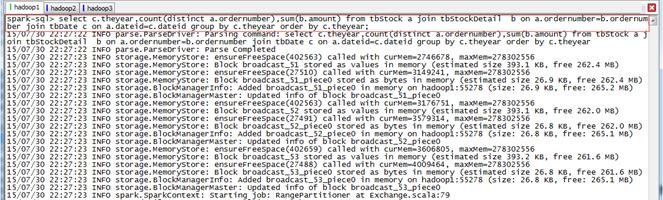 hadoop1 hadoop2 hadoop3
spark-sql> select c.theyear,count(distinct a.ordernumber),sum(b.amount) from tbStock a join tbStockDetail b on a.ordernumber=b.ordernum
ber join tbDate c on a.dateid=c.dateid group by c.theyear order by c.theyear;
15/07/30 22:27:22 INFO parse.ParseDriver: Parsing command: select c.theyear,count(distinct a.ordernumber),sum(b.amount) from tbStock a j
oin tbStockDetail b on a.ordernumber=b.ordernumber join tbDate c on a.dateid=c.dateid group by c.theyear order by c.theyear
15/07/30 22:27:22 INFO parse.ParseDriver: Parse Completed
15/07/30 22:27:23 INFO storage.MemoryStore: ensureFreeSpace(402563) called with curMem=2746678, maxMem=278302556
15/07/30 22:27:23 INFO storage.MemoryStore: Block broadcast_51 stored as values in memory (estimated size 393.1 KB, free 262.4 MB)
15/07/30 22:27:23 INFO storage.MemoryStore: ensureFreeSpace(27510) called with curMem=3149241, maxMem=278302556
15/07/30 22:27:23 INFO storage.MemoryStore: Block broadcast_51_piece0 stored as bytes in memory (estimated size 26.9 KB, free 262.4 MB)
15/07/30 22:27:23 INFO storage.BlockManagerInfo: Added broadcast_51_piece0 in memory on hadoop1:55278 (size: 26.9 KB, free: 265.2 MB)
15/07/30 22:27:23 INFO storage.BlockManagerMaster: Updated info of block broadcast_51_piece0
15/07/30 22:27:23 INFO storage.MemoryStore: ensureFreeSpace(402563) called with curMem=3176751, maxMem=278302556
15/07/30 22:27:23 INFO storage.MemoryStore: Block broadcast_52 stored as values in memory (estimated size 393.1 KB, free 262.0 MB)
15/07/30 22:27:23 INFO storage.MemoryStore: ensureFreeSpace(27491) called with curMem=3579314, maxMem=278302556
15/07/30 22:27:23 INFO storage.MemoryStore: Block broadcast_52_piece0 stored as bytes in memory (estimated size 26.8 KB, free 262.0 MB)
15/07/30 22:27:23 INFO storage.BlockManagerInfo: Added broadcast_52_piece0 in memory on hadoop1:55278 (size: 26.8 KB, free: 265.1 MB)
15/07/30 22:27:23 INFO storage.BlockManagerMaster: Updated info of block broadcast_52_piece0
15/07/30 22:27:23 INFO storage.MemoryStore: ensureFreeSpace(402659) called with curMem=3606805, maxMem=278302556
15/07/30 22:27:23 INFO storage.MemoryStore: Block broadcast_53 stored as values in memory (estimated size 393.2 KB, free 261.6 MB)
15/07/30 22:27:23 INFO storage.MemoryStore: ensureFreeSpace(27488) called with curMem=4009464, maxMem=278302556
15/07/30 22:27:23 INFO storage.MemoryStore: Block broadcast_53_piece0 stored as bytes in memory (estimated size 26.8 KB, free 261.6 MB)
15/07/30 22:27:23 INFO storage.BlockManagerInfo: Added broadcast_53_piece0 in memory on hadoop1:55278 (size: 26.8 KB, free: 265.1 MB)
15/07/30 22:27:23 INFO storage.BlockManagerMaster: Updated info of block broadcast_53_piece0
15/07/30 22:27:23 INFO spark.SparkContext: Starting job: RangePartitioner at Exchange.scala:79